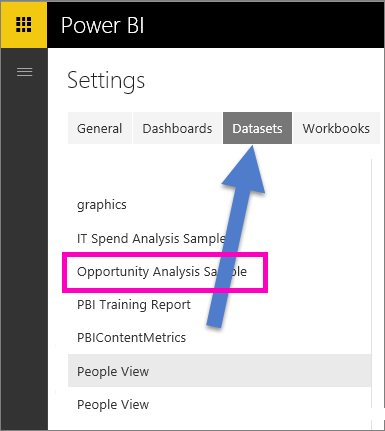 Power BI
Settings
General Dashboards Datasets Workbooks
graphics
IT Spend Analysis Sample
Opportunity Analysis Sample
PBI Training Report
PBIContentMetrics
People View
People View